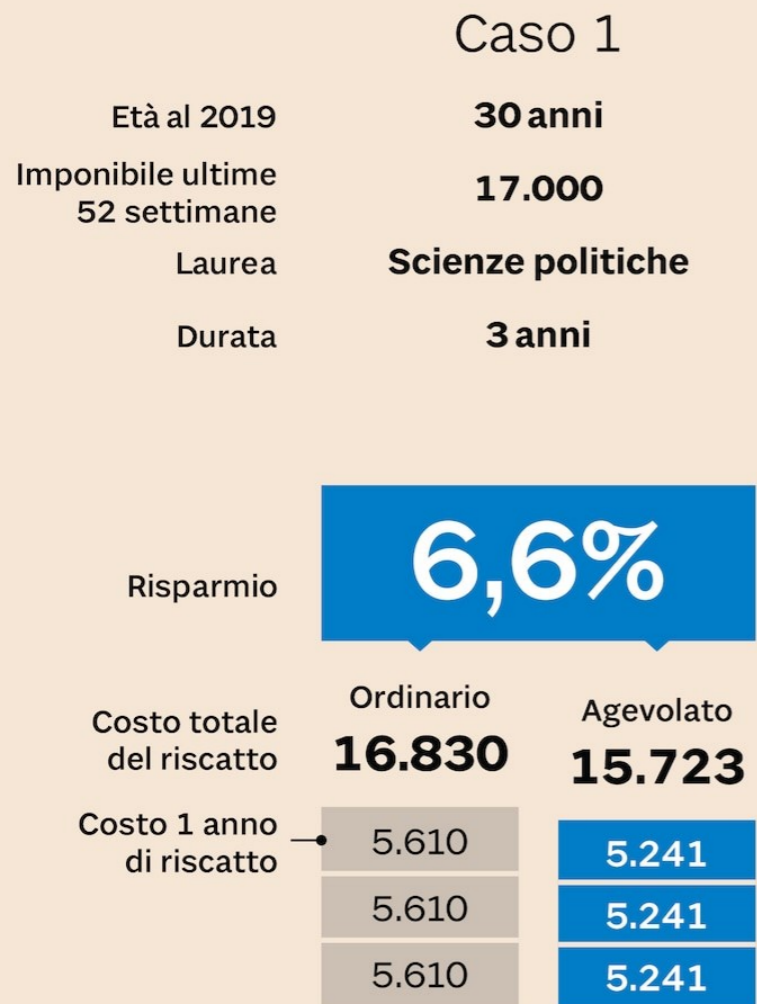 Caso 1
Età al 2019
30 anni
Imponibile ultime
52 settimane
17.000
Laurea
Scienze politiche
Durata
3 anni
Risparmio
6,6%
Costo totale
del riscatto
Ordinario
16.830
Agevolato
15.723
Costo 1 anno
di riscatto
5.610
5.241
5.610
5.241
5.610
5.241